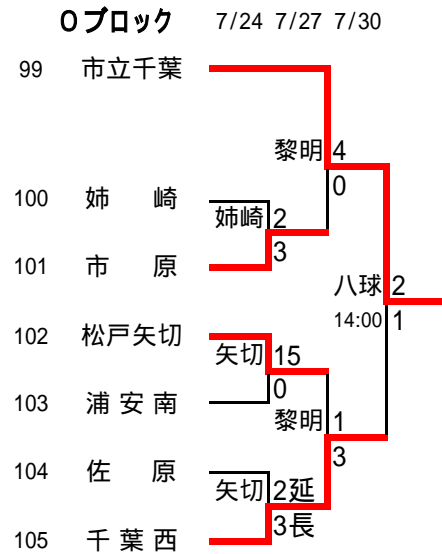 Oブロック 7/24 7/27 7/30
99 市立千葉
黎明 4
0
100 姉崎
姉崎 2
3
101 市原
八球 2
14:00 1
102 松戸矢切
矢切 15
0
103 浦安南
黎明 1
3
104 佐原
矢切 2延
3長
105 千葉西